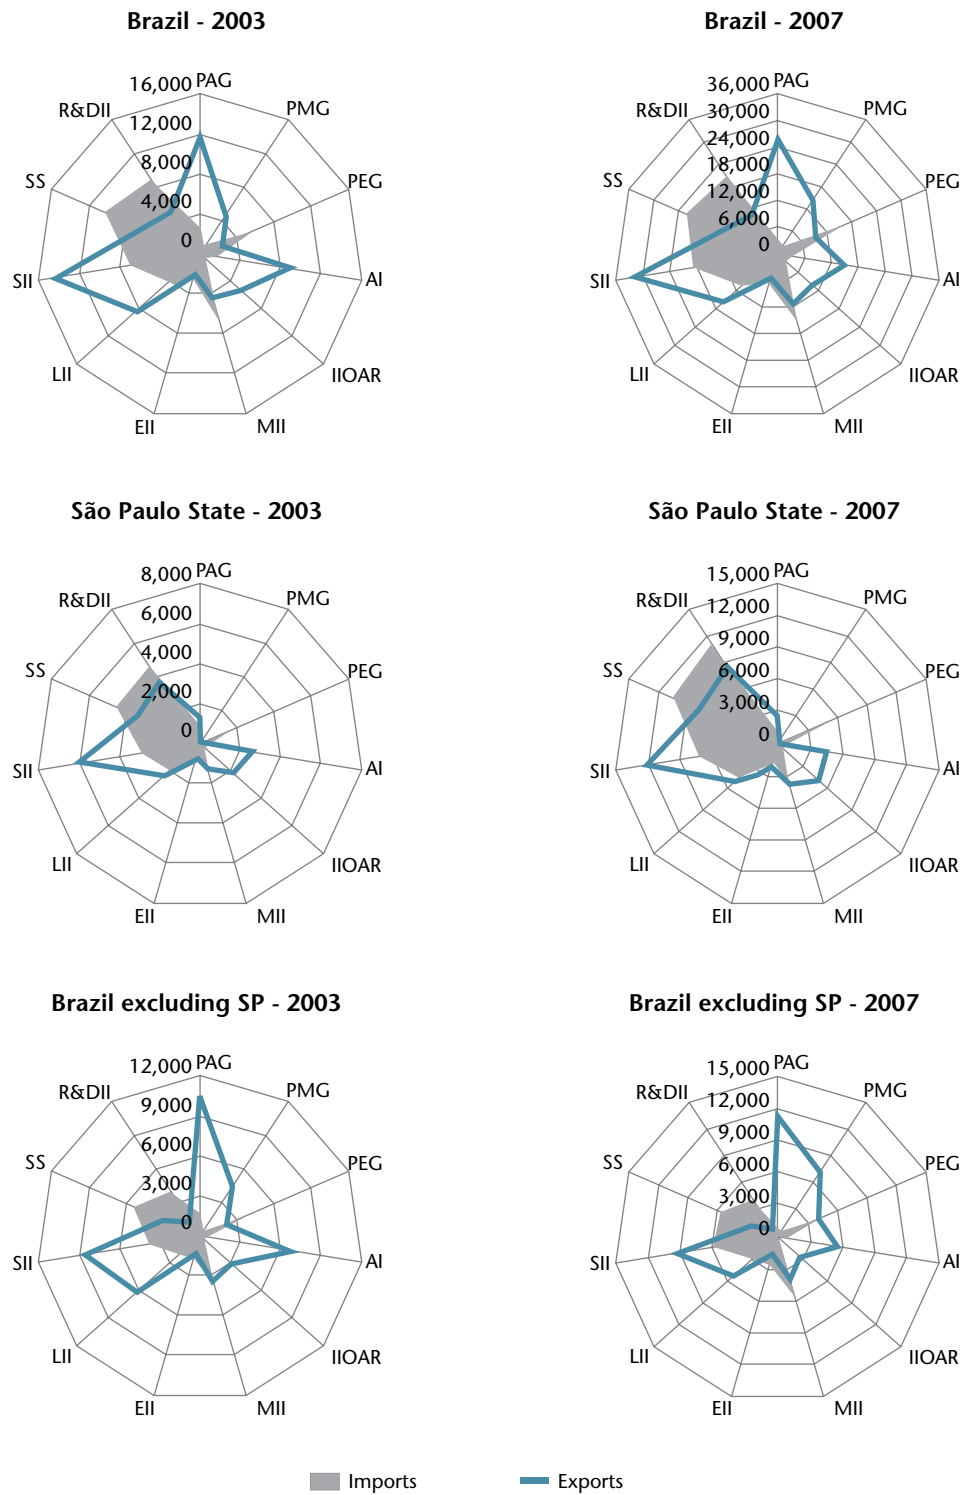 Brazil - 2003
16,000 PAG
R&DII
PMG
12,000
SS
8,000
PEG
4,000
0
SII
AI
LII
IIOAR
EII
MII
Brazil - 2007
36,000 PAG
R&DII
30,000
PMG
24,000
SS
18,000
PEG
12,000
6,000
0
SII
AI
LII
IIOAR
EII
MII
São Paulo State - 2003
8,000 PAG
R&DII
PMG
6,000
SS
4,000
PEG
2,000
0
SII
AI
LII
IIOAR
EII
MII
São Paulo State - 2007
15,000 PAG
R&DII
PMG
12,000
9,000
SS
6,000
PEG
3,000
0
SII
AI
LII
IIOAR
EII
MII
Brazil excluding SP - 2003
12,000 PAG
R&DII
PMG
9,000
6,000
SS
PEG
3,000
0
SII
AI
LII
IIOAR
EII
MII
Brazil excluding SP - 2007
15,000 PAG
R&DII
PMG
12,000
9,000
SS
6,000
PEG
3,000
0
SII
AI
LII
IIOAR
EII
MII
Imports
Exports